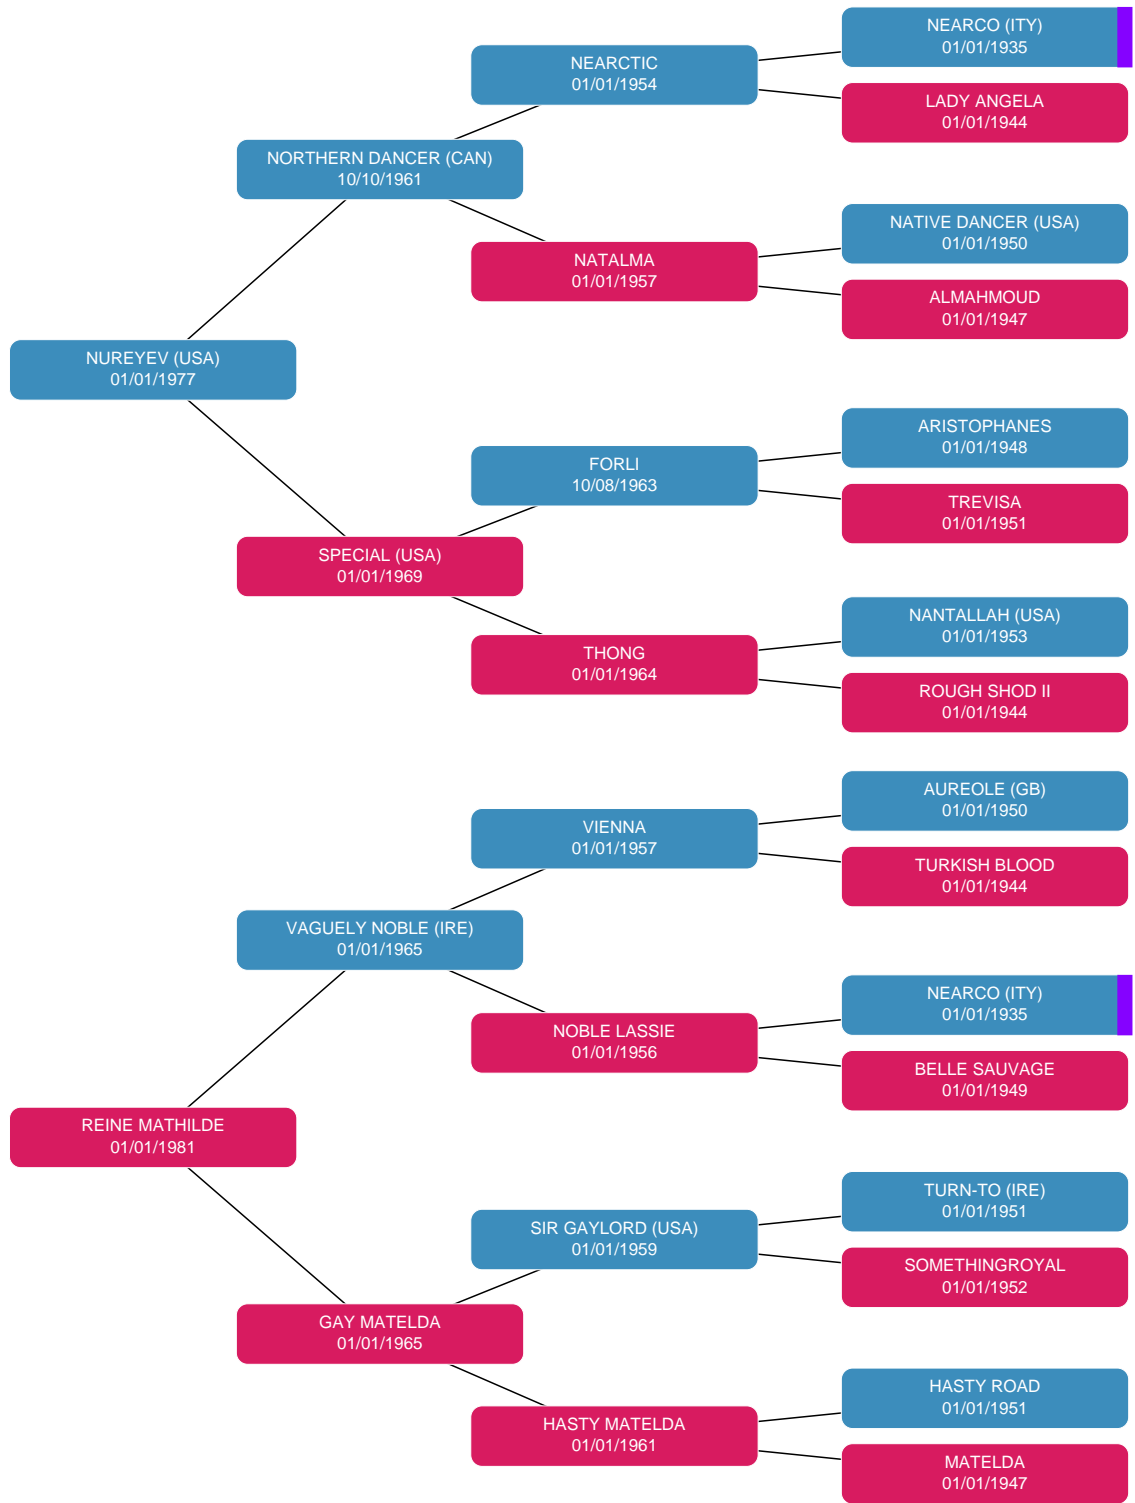 NEARCO (ITY)
01/01/1935
NEARCTIC
01/01/1954
LADY ANGELA
01/01/1944
NORTHERN DANCER (CAN)
10/10/1961
NATIVE DANCER (USA)
01/01/1950
NATALMA
01/01/1957
ALMAHMOUD
01/01/1947
NUREYEV (USA)
01/01/1977
ARISTOPHANES
01/01/1948
FORLI
10/08/1963
TREVISA
01/01/1951
SPECIAL (USA)
01/01/1969
NANTALLAH (USA)
01/01/1953
THONG
01/01/1964
ROUGH SHOD II
01/01/1944
AUREOLE (GB)
01/01/1950
VIENNA
01/01/1957
TURKISH BLOOD
01/01/1944
VAGUELY NOBLE (IRE)
01/01/1965
NEARCO (ITY)
01/01/1935
NOBLE LASSIE
01/01/1956
BELLE SAUVAGE
01/01/1949
REINE MATHILDE
01/01/1981
TURN-TO (IRE)
01/01/1951
SIR GAYLORD (USA)
01/01/1959
SOMETHINGROYAL
01/01/1952
GAY MATELDA
01/01/1965
HASTY ROAD
01/01/1951
HASTY MATELDA
01/01/1961
MATELDA
01/01/1947